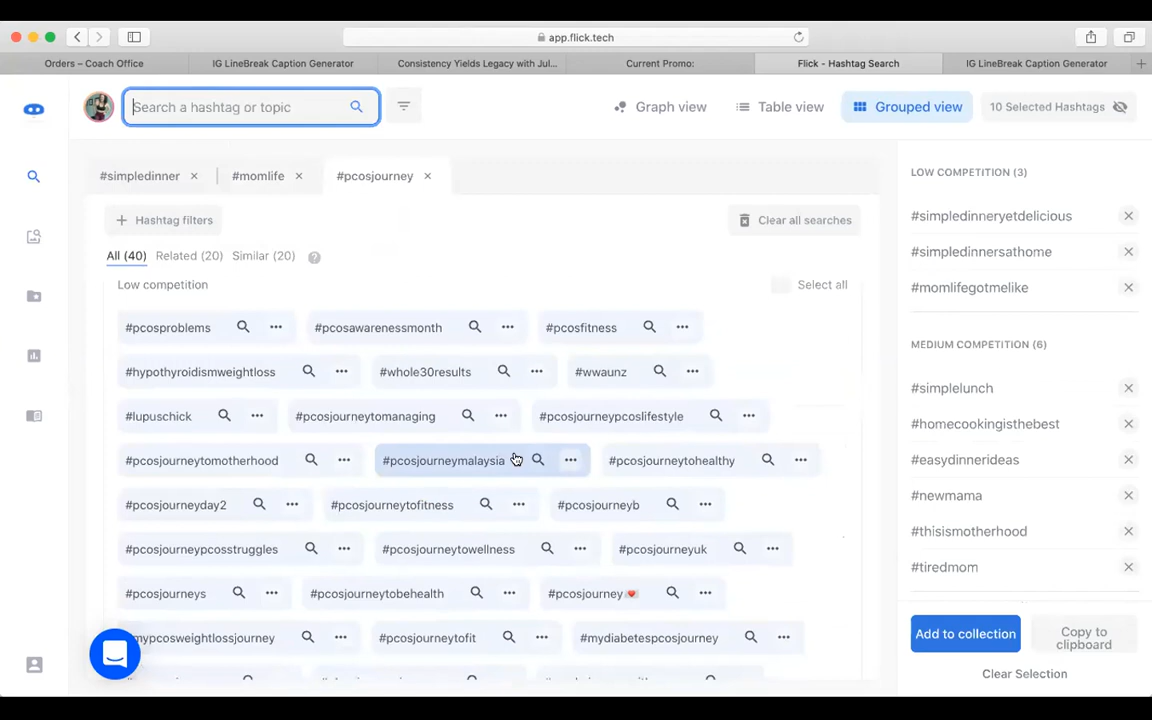 app.flick.tech
Orders – Coach Office
IG LineBreak Caption Generator
Consistency Yields Legacy with Jul...
Current Promo:
Flick - Hashtag Search
IG LineBreak Caption Generator
Search a hashtag or topic
Graph view
Table view
Grouped view
10 Selected Hashtags
#simpledinner
#momlife
#pcosjourney
Hashtag filters
Clear all searches
All (40)
Related (20)
Similar (20)
Low competition
Select all
#pcosproblems
#pcosawarenessmonth
#pcosfitness
#hypothyroidismweightloss
#whole30results
#wwaunz
#lupuschick
#pcosjourneytomanaging
#pcosjourneypcoslifestyle
#pcosjourneytomotherhood
#pcosjourneymalaysia
#pcosjourneytohealthy
#pcosjourneyday2
#pcosjourneytofitness
#pcosjourneyb
#pcosjourneypcosstruggles
#pcosjourneytowellness
#pcosjourneyuk
#pcosjourneys
#pcosjourneytobehealth
#pcosjourney💌
#mypcosweightlossjourney
#pcosjourneytofit
#mydiabetespcosjourney
LOW COMPETITION (3)
#simpledinneryetdelicious
#simpledinnersathome
#momlifegotmelike
MEDIUM COMPETITION (6)
#simplelunch
#homecookingisthebest
#easydinnerideas
#newmama
#thisismotherhood
#tiredmom
Add to collection
Copy to
clipboard
Clear Selection